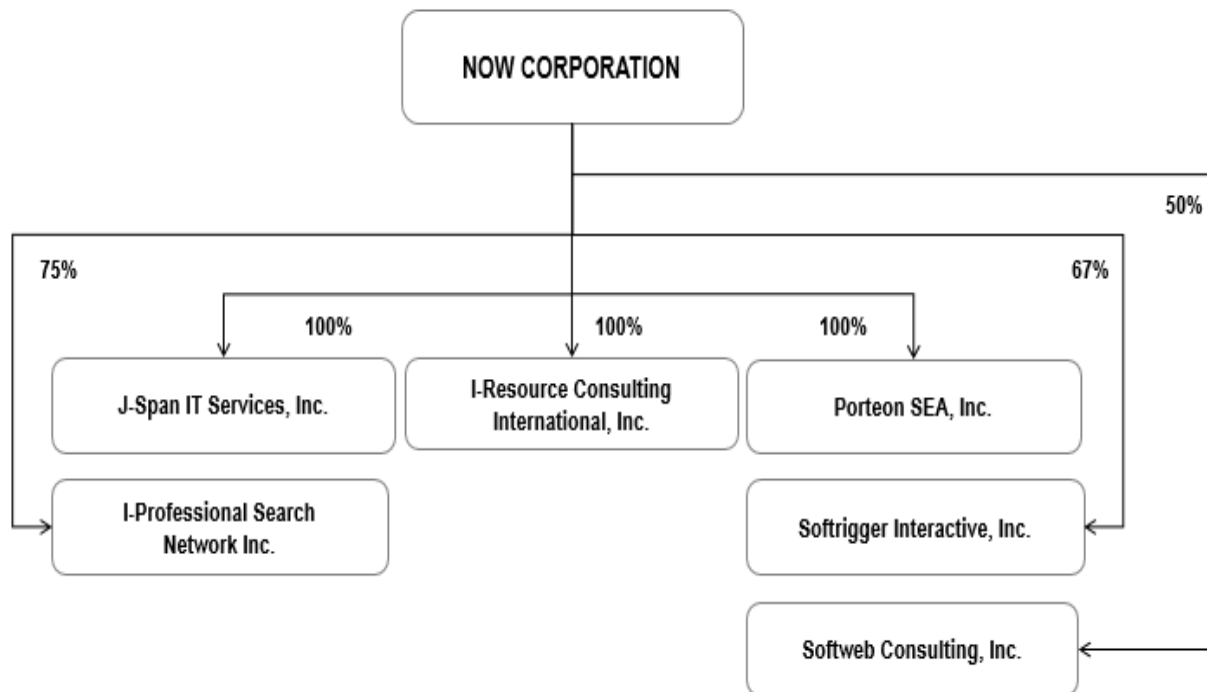 NOW CORPORATION
50%
75%
67%
100%
100%
100%
J-Span IT Services, Inc.
I-Resource Consulting
International, Inc.
Porteon SEA, Inc.
I-Professional Search
Network Inc.
Softrigger Interactive, Inc.
Softweb Consulting, Inc.